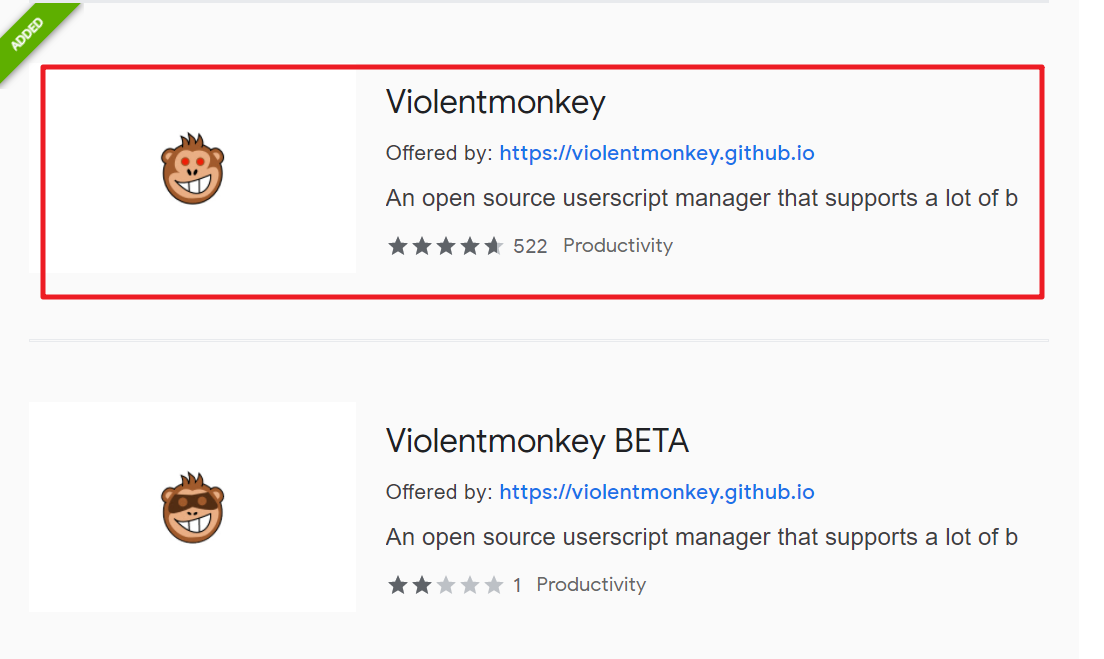 ADDED
Violentmonkey
Offered by: https://violentmonkey.github.io
An open source userscript manager that supports a lot of b
522 Productivity
Violentmonkey BETA
Offered by: https://violentmonkey.github.io
An open source userscript manager that supports a lot of b
1 Productivity